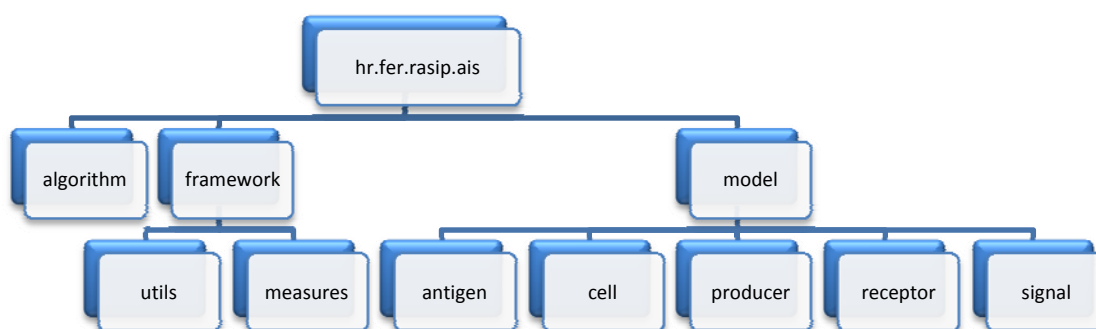 hr.fer.rasip.ais
algorithm
framework
model
utils
measures
antigen
cell
producer
receptor
signal